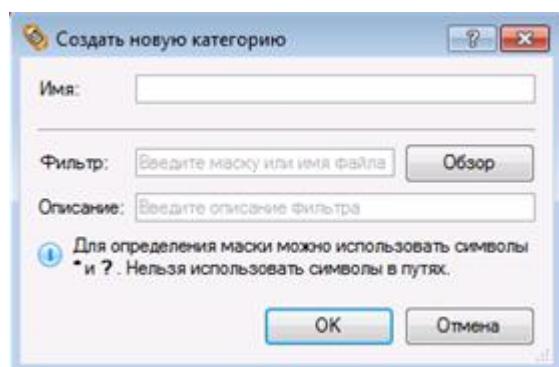 Создать новую категорию
Имя:
Фильтр: Введите маску или имя файла Обзор
Описание: Введите описание фильтра
Для определения маски можно использовать символы
* и ? . Нельзя использовать символы в путях.
OK Отмена